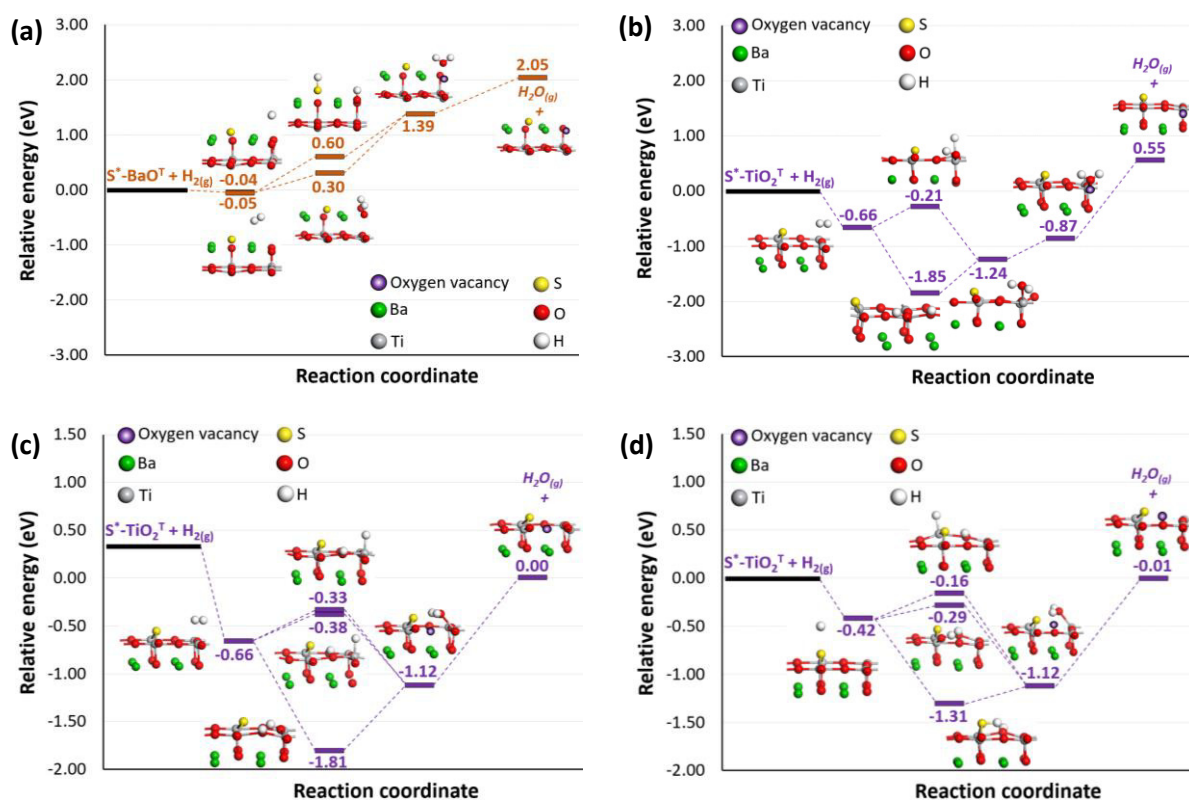 (a)
Relative energy (eV)
3.00
2.00
1.00
0.00
-1.00
-2.00
-3.00
S*-BaOᵀ + H₂(g)
-0.04
-0.05
0.60
0.30
1.39
2.05
H₂O(g)
+
Oxygen vacancy
S
Ba
O
Ti
H
Reaction coordinate
(b)
Relative energy (eV)
3.00
2.00
1.00
0.00
-1.00
-2.00
-3.00
Oxygen vacancy
S
Ba
O
Ti
H
S*-TiO₂ᵀ + H₂(g)
-0.66
-0.21
-1.85
-1.24
-0.87
H₂O(g)
+
0.55
Reaction coordinate
(c)
Relative energy (eV)
1.50
1.00
0.50
0.00
-0.50
-1.00
-1.50
-2.00
Oxygen vacancy
S
Ba
O
Ti
H
S*-TiO₂ᵀ + H₂(g)
-0.66
-0.33
-0.38
-1.81
-1.12
H₂O(g)
+
0.00
Reaction coordinate
(d)
Relative energy (eV)
1.50
1.00
0.50
0.00
-0.50
-1.00
-1.50
-2.00
Oxygen vacancy
S
Ba
O
Ti
H
S*-TiO₂ᵀ + H₂(g)
-0.42
-0.16
-0.29
-1.31
-1.12
H₂O(g)
+
-0.01
Reaction coordinate